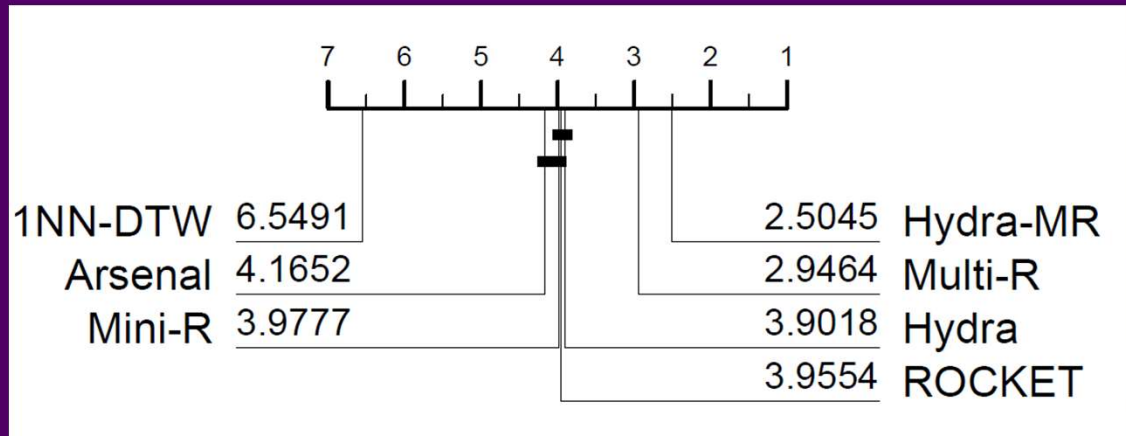 7 6 5 4 3 2 1
1NN-DTW 6.5491 2.5045 Hydra-MR
Arsenal 4.1652 2.9464 Multi-R
Mini-R 3.9777 3.9018 Hydra
3.9554 ROCKET